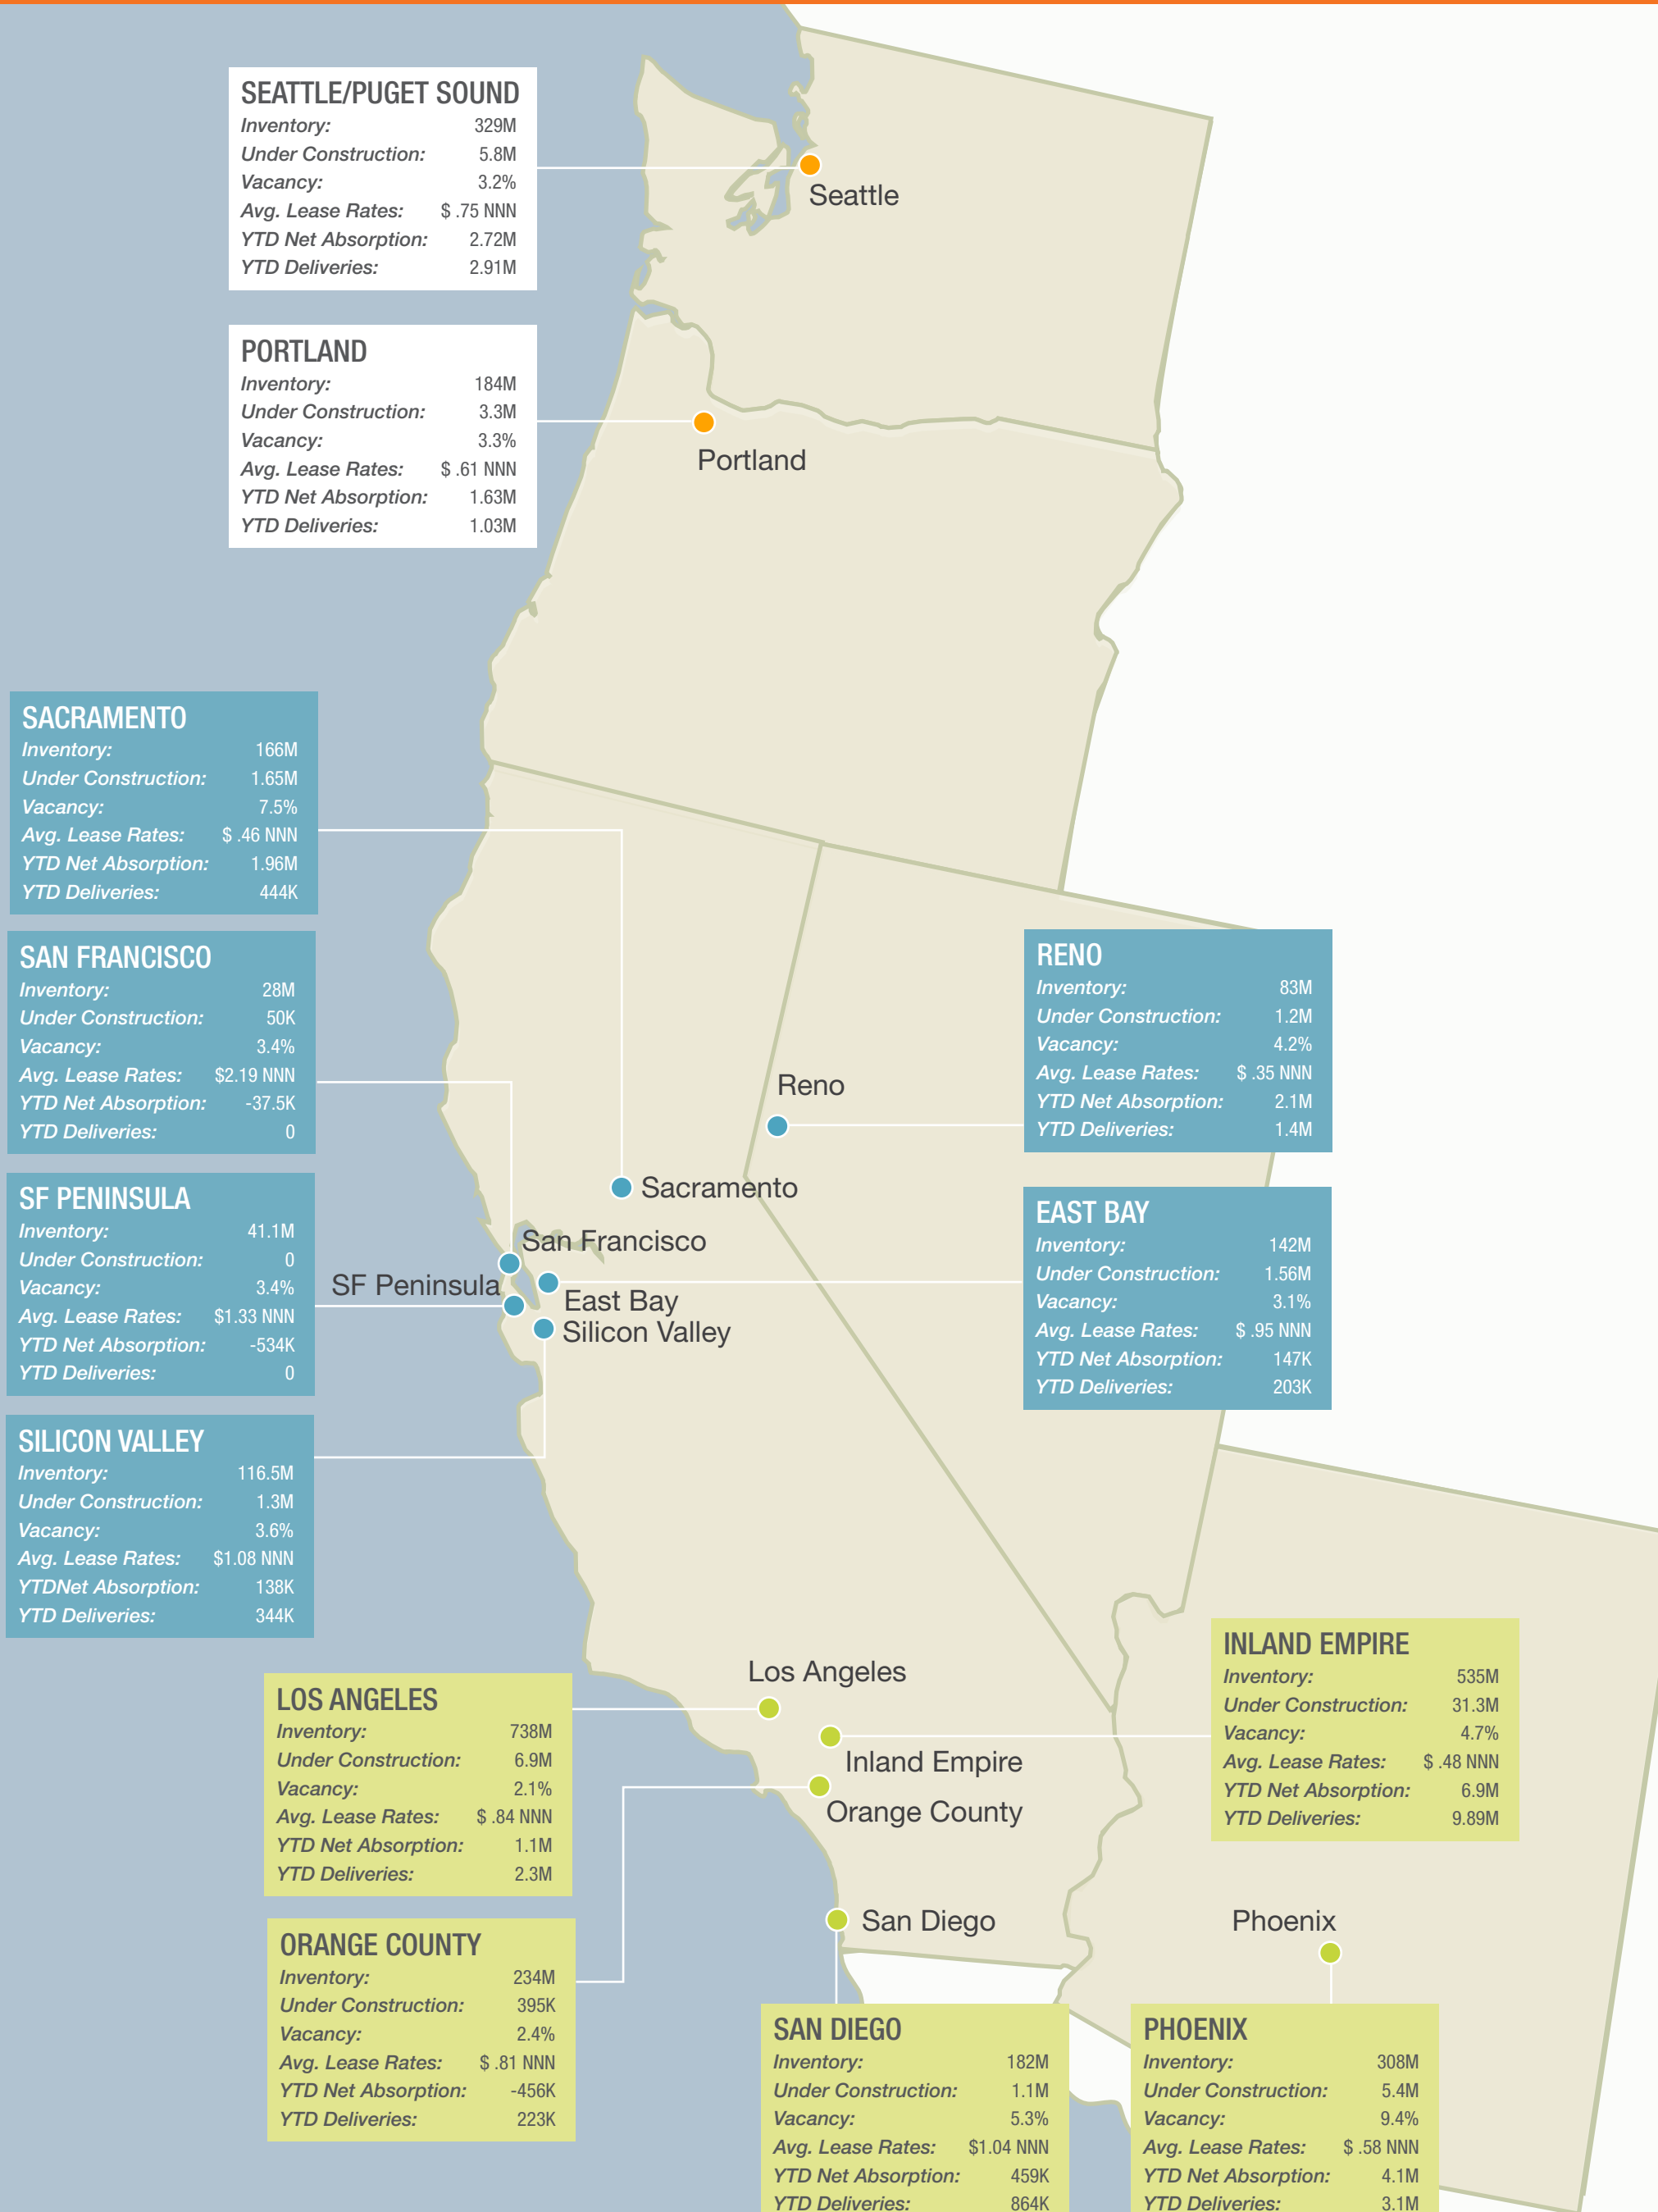 SEATTLE/PUGET SOUND
Inventory: 329M
Under Construction: 5.8M
Vacancy: 3.2%
Avg. Lease Rates: $ .75 NNN
YTD Net Absorption: 2.72M
YTD Deliveries: 2.91M
Seattle
PORTLAND
Inventory: 184M
Under Construction: 3.3M
Vacancy: 3.3%
Avg. Lease Rates: $ .61 NNN
YTD Net Absorption: 1.63M
YTD Deliveries: 1.03M
Portland
SACRAMENTO
Inventory: 166M
Under Construction: 1.65M
Vacancy: 7.5%
Avg. Lease Rates: $ .46 NNN
YTD Net Absorption: 1.96M
YTD Deliveries: 444K
SAN FRANCISCO
Inventory: 28M
Under Construction: 50K
Vacancy: 3.4%
Avg. Lease Rates: $2.19 NNN
YTD Net Absorption: -37.5K
YTD Deliveries: 0
RENO
Inventory: 83M
Under Construction: 1.2M
Vacancy: 4.2%
Avg. Lease Rates: $ .35 NNN
YTD Net Absorption: 2.1M
YTD Deliveries: 1.4M
Reno
Sacramento
San Francisco
SF Peninsula
East Bay
Silicon Valley
SF PENINSULA
Inventory: 41.1M
Under Construction: 0
Vacancy: 3.4%
Avg. Lease Rates: $1.33 NNN
YTD Net Absorption: -534K
YTD Deliveries: 0
EAST BAY
Inventory: 142M
Under Construction: 1.56M
Vacancy: 3.1%
Avg. Lease Rates: $ .95 NNN
YTD Net Absorption: 147K
YTD Deliveries: 203K
SILICON VALLEY
Inventory: 116.5M
Under Construction: 1.3M
Vacancy: 3.6%
Avg. Lease Rates: $1.08 NNN
YTDNet Absorption: 138K
YTD Deliveries: 344K
INLAND EMPIRE
Inventory: 535M
Under Construction: 31.3M
Vacancy: 4.7%
Avg. Lease Rates: $ .48 NNN
YTD Net Absorption: 6.9M
YTD Deliveries: 9.89M
Los Angeles
Inland Empire
Orange County
LOS ANGELES
Inventory: 738M
Under Construction: 6.9M
Vacancy: 2.1%
Avg. Lease Rates: $ .84 NNN
YTD Net Absorption: 1.1M
YTD Deliveries: 2.3M
San Diego
Phoenix
ORANGE COUNTY
Inventory: 234M
Under Construction: 395K
Vacancy: 2.4%
Avg. Lease Rates: $ .81 NNN
YTD Net Absorption: -456K
YTD Deliveries: 223K
SAN DIEGO
Inventory: 182M
Under Construction: 1.1M
Vacancy: 5.3%
Avg. Lease Rates: $1.04 NNN
YTD Net Absorption: 459K
YTD Deliveries: 864K
PHOENIX
Inventory: 308M
Under Construction: 5.4M
Vacancy: 9.4%
Avg. Lease Rates: $ .58 NNN
YTD Net Absorption: 4.1M
YTD Deliveries: 3.1M